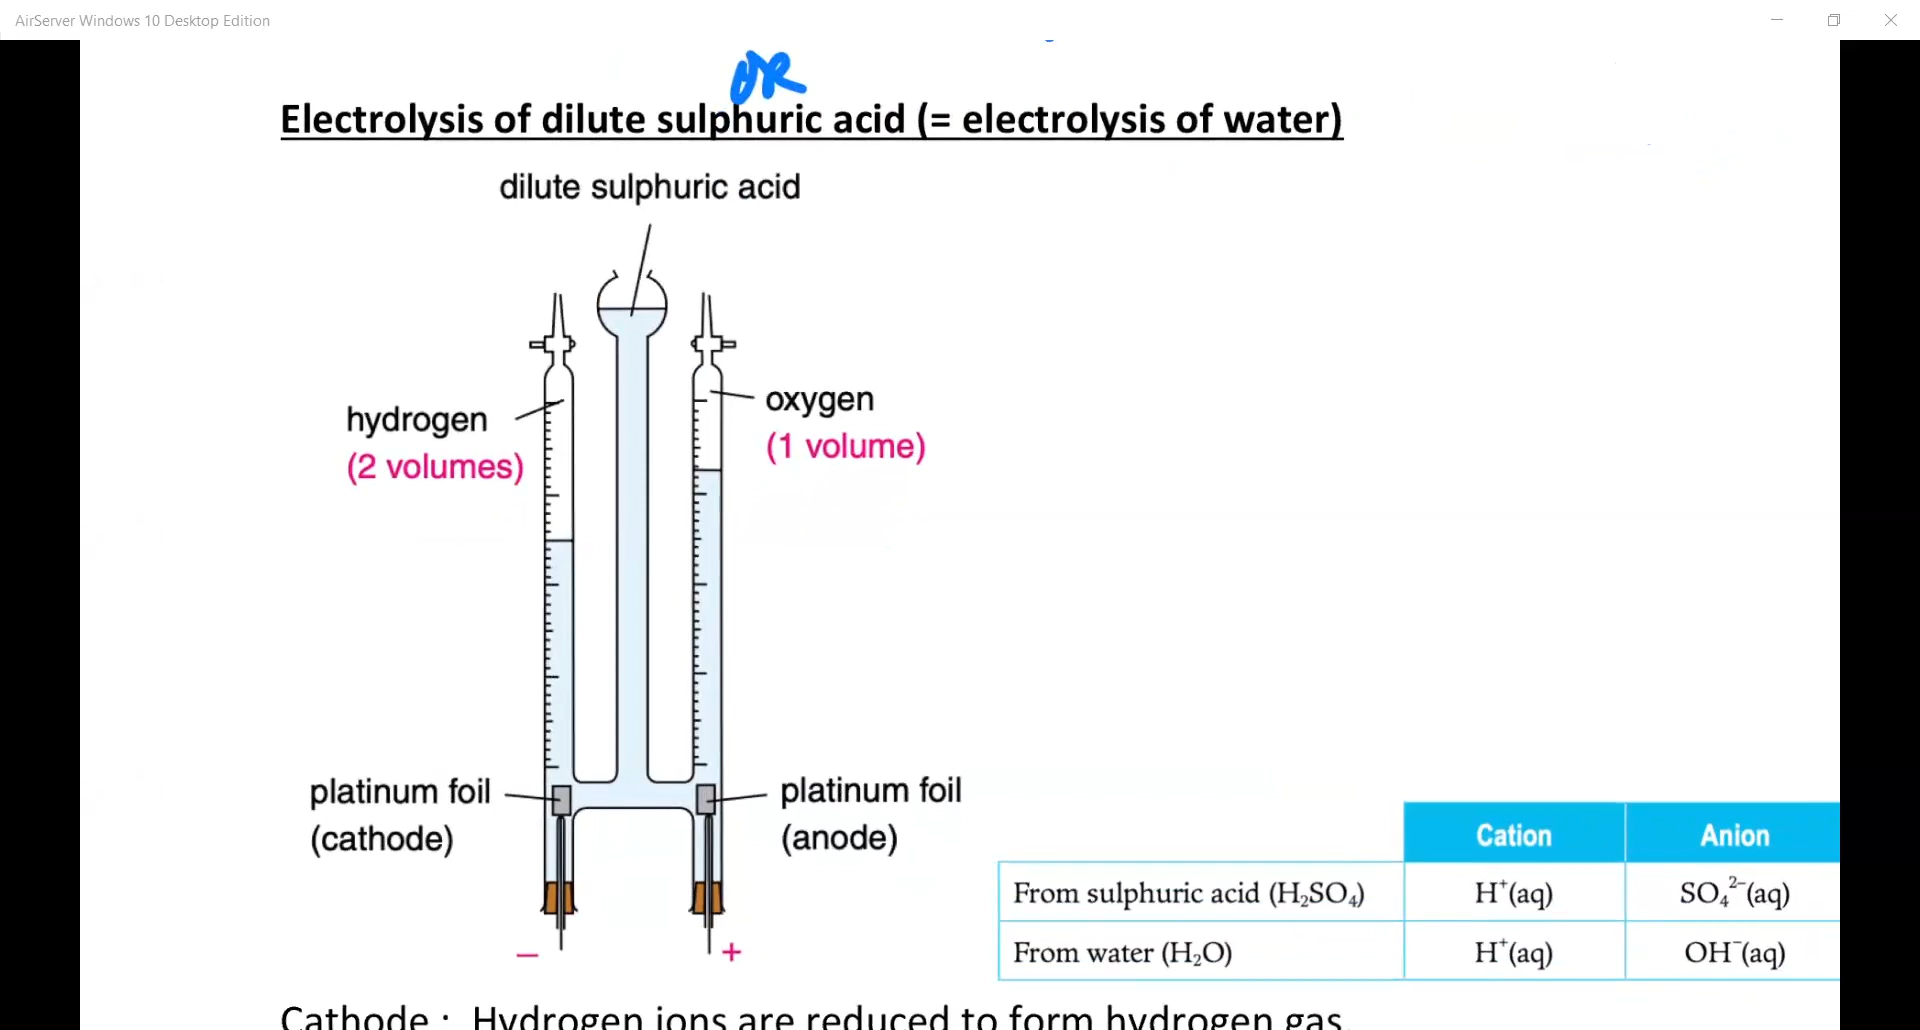 AirServer Windows 10 Desktop Edition
OR
Electrolysis of dilute sulphuric acid (= electrolysis of water)
dilute sulphuric acid
hydrogen
(2 volumes)
oxygen
(1 volume)
platinum foil
(cathode)
platinum foil
(anode)
− +
Cation Anion
From sulphuric acid (H₂SO₄) H⁺(aq) SO₄²⁻(aq)
From water (H₂O) H⁺(aq) OH⁻(aq)
Cathode : Hydrogen ions are reduced to form hydrogen gas.